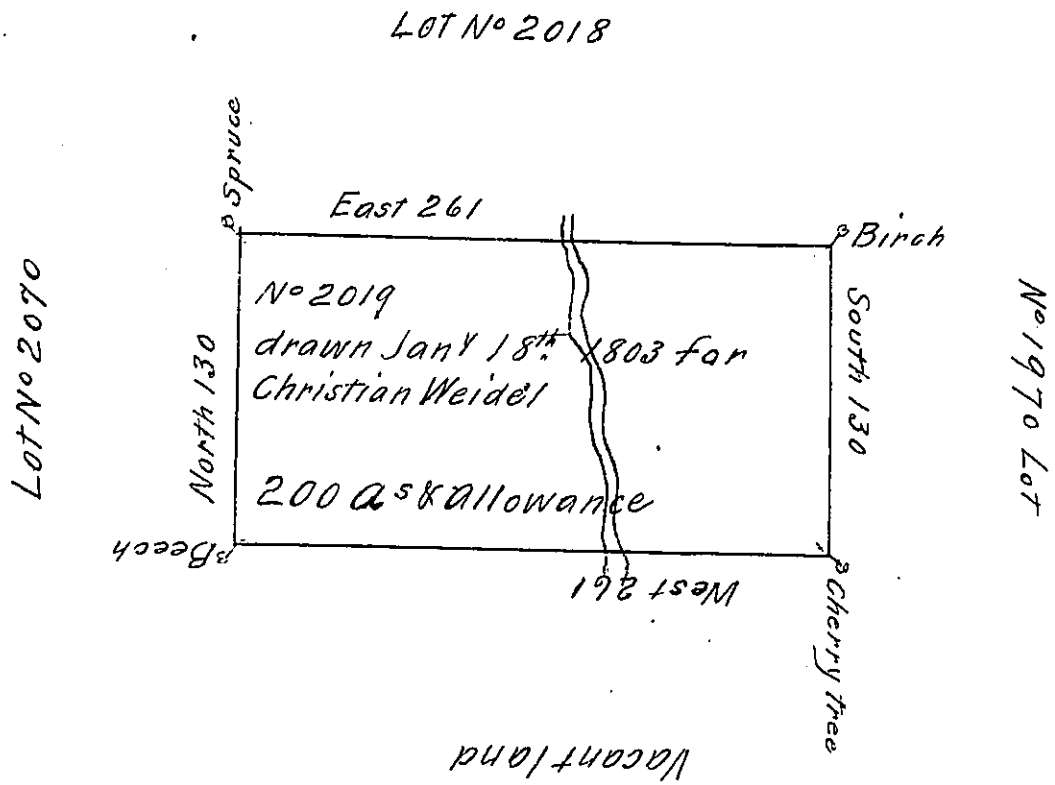 LOT Nº 2018
Spruce
East 261
Birch
LOT Nº 2070
North 130
Nº 2019
drawn Janʸ 18ᵗʰ 1803 for
Christian Weidel
200 aˢ & allowance
South 130
Nº 1970 Lot
Beech
West 261
Cherry tree
Vacant land